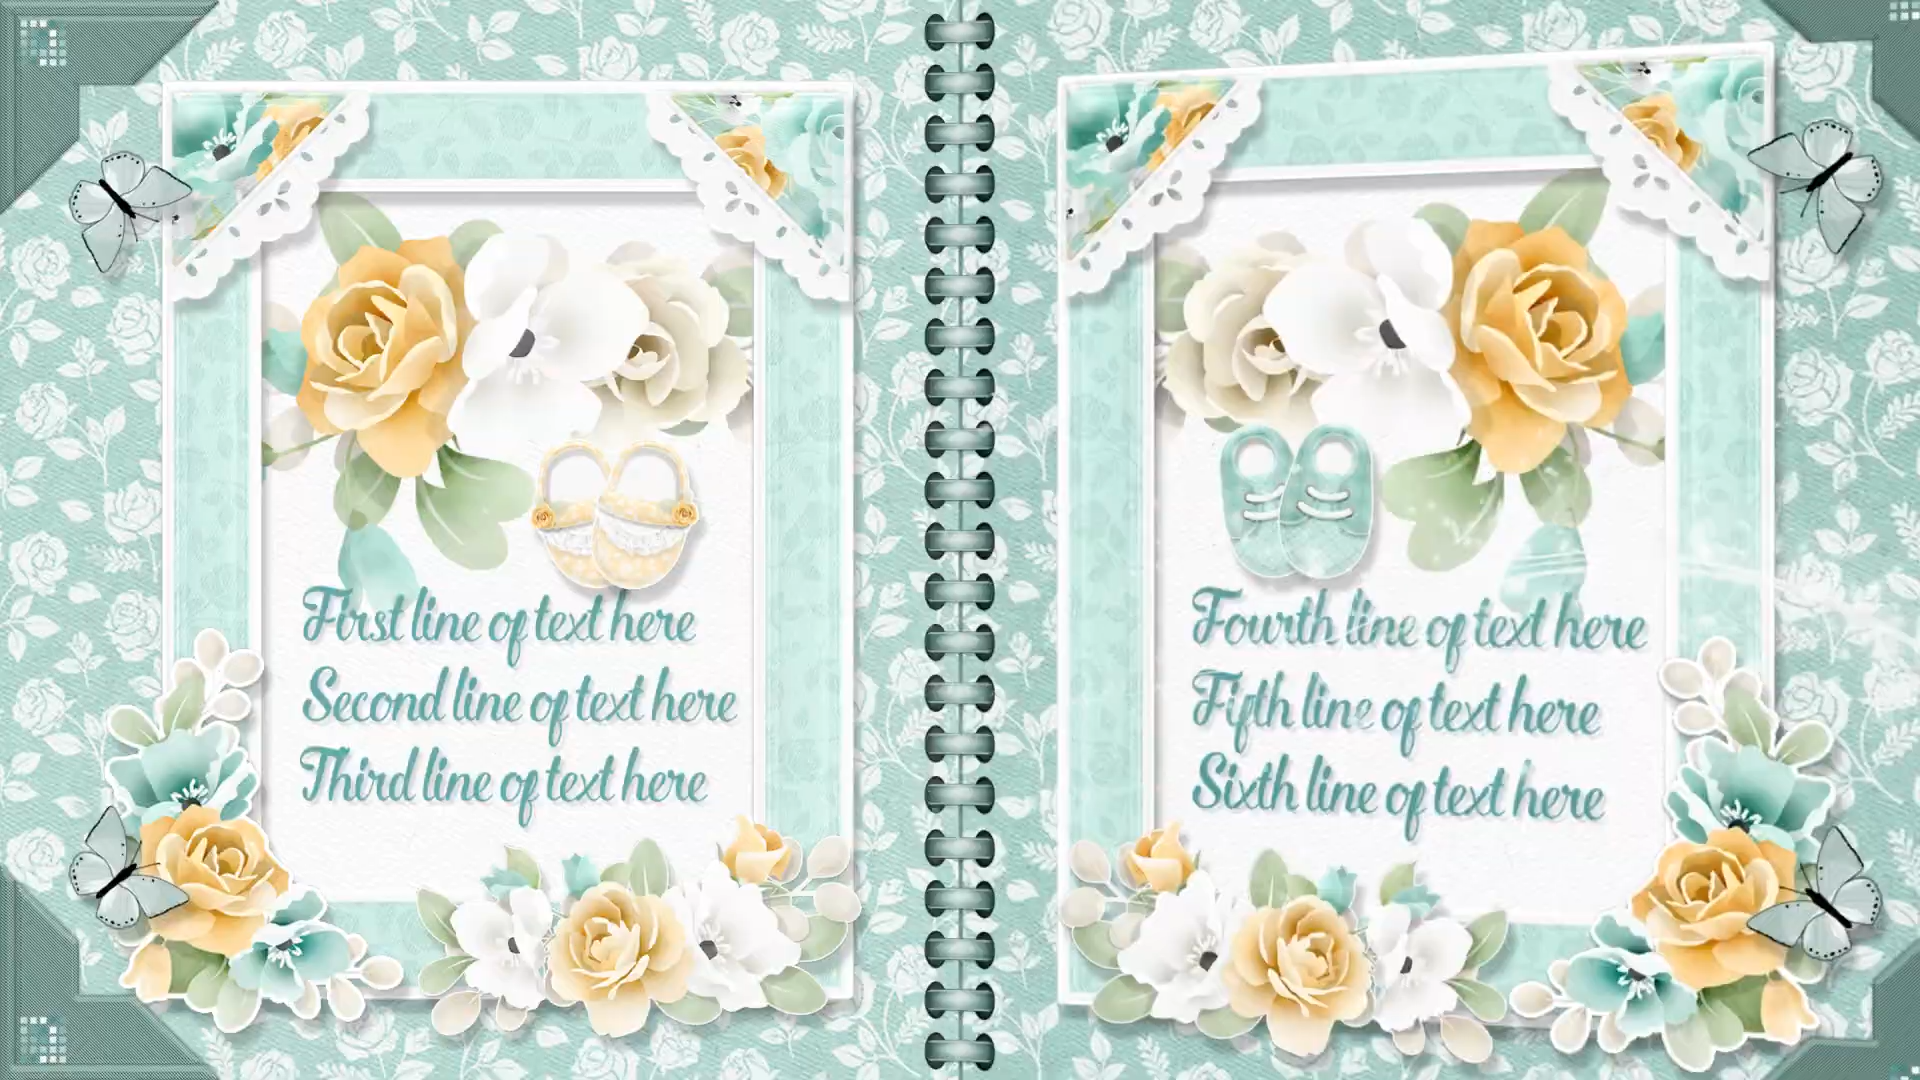 First line of text here
Second line of text here
Third line of text here
Fourth line of text here
Fifth line of text here
Sixth line of text here